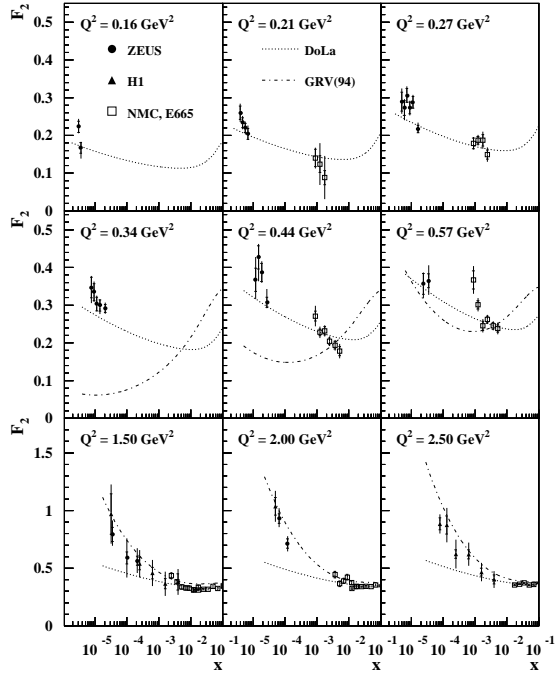 F₂
0.5
0.4
0.3
0.2
0.1
0
Q² = 0.16 GeV²
ZEUS
H1
NMC, E665
Q² = 0.21 GeV²
DoLa
GRV(94)
Q² = 0.27 GeV²
F₂
0.5
0.4
0.3
0.2
0.1
0
Q² = 0.34 GeV²
Q² = 0.44 GeV²
Q² = 0.57 GeV²
F₂
1.5
1
0.5
0
Q² = 1.50 GeV²
Q² = 2.00 GeV²
Q² = 2.50 GeV²
10⁻⁵ 10⁻⁴ 10⁻³ 10⁻² 10⁻¹ 10⁻⁵ 10⁻⁴ 10⁻³ 10⁻² 10⁻¹ 10⁻⁵ 10⁻⁴ 10⁻³ 10⁻² 10⁻¹
x x x